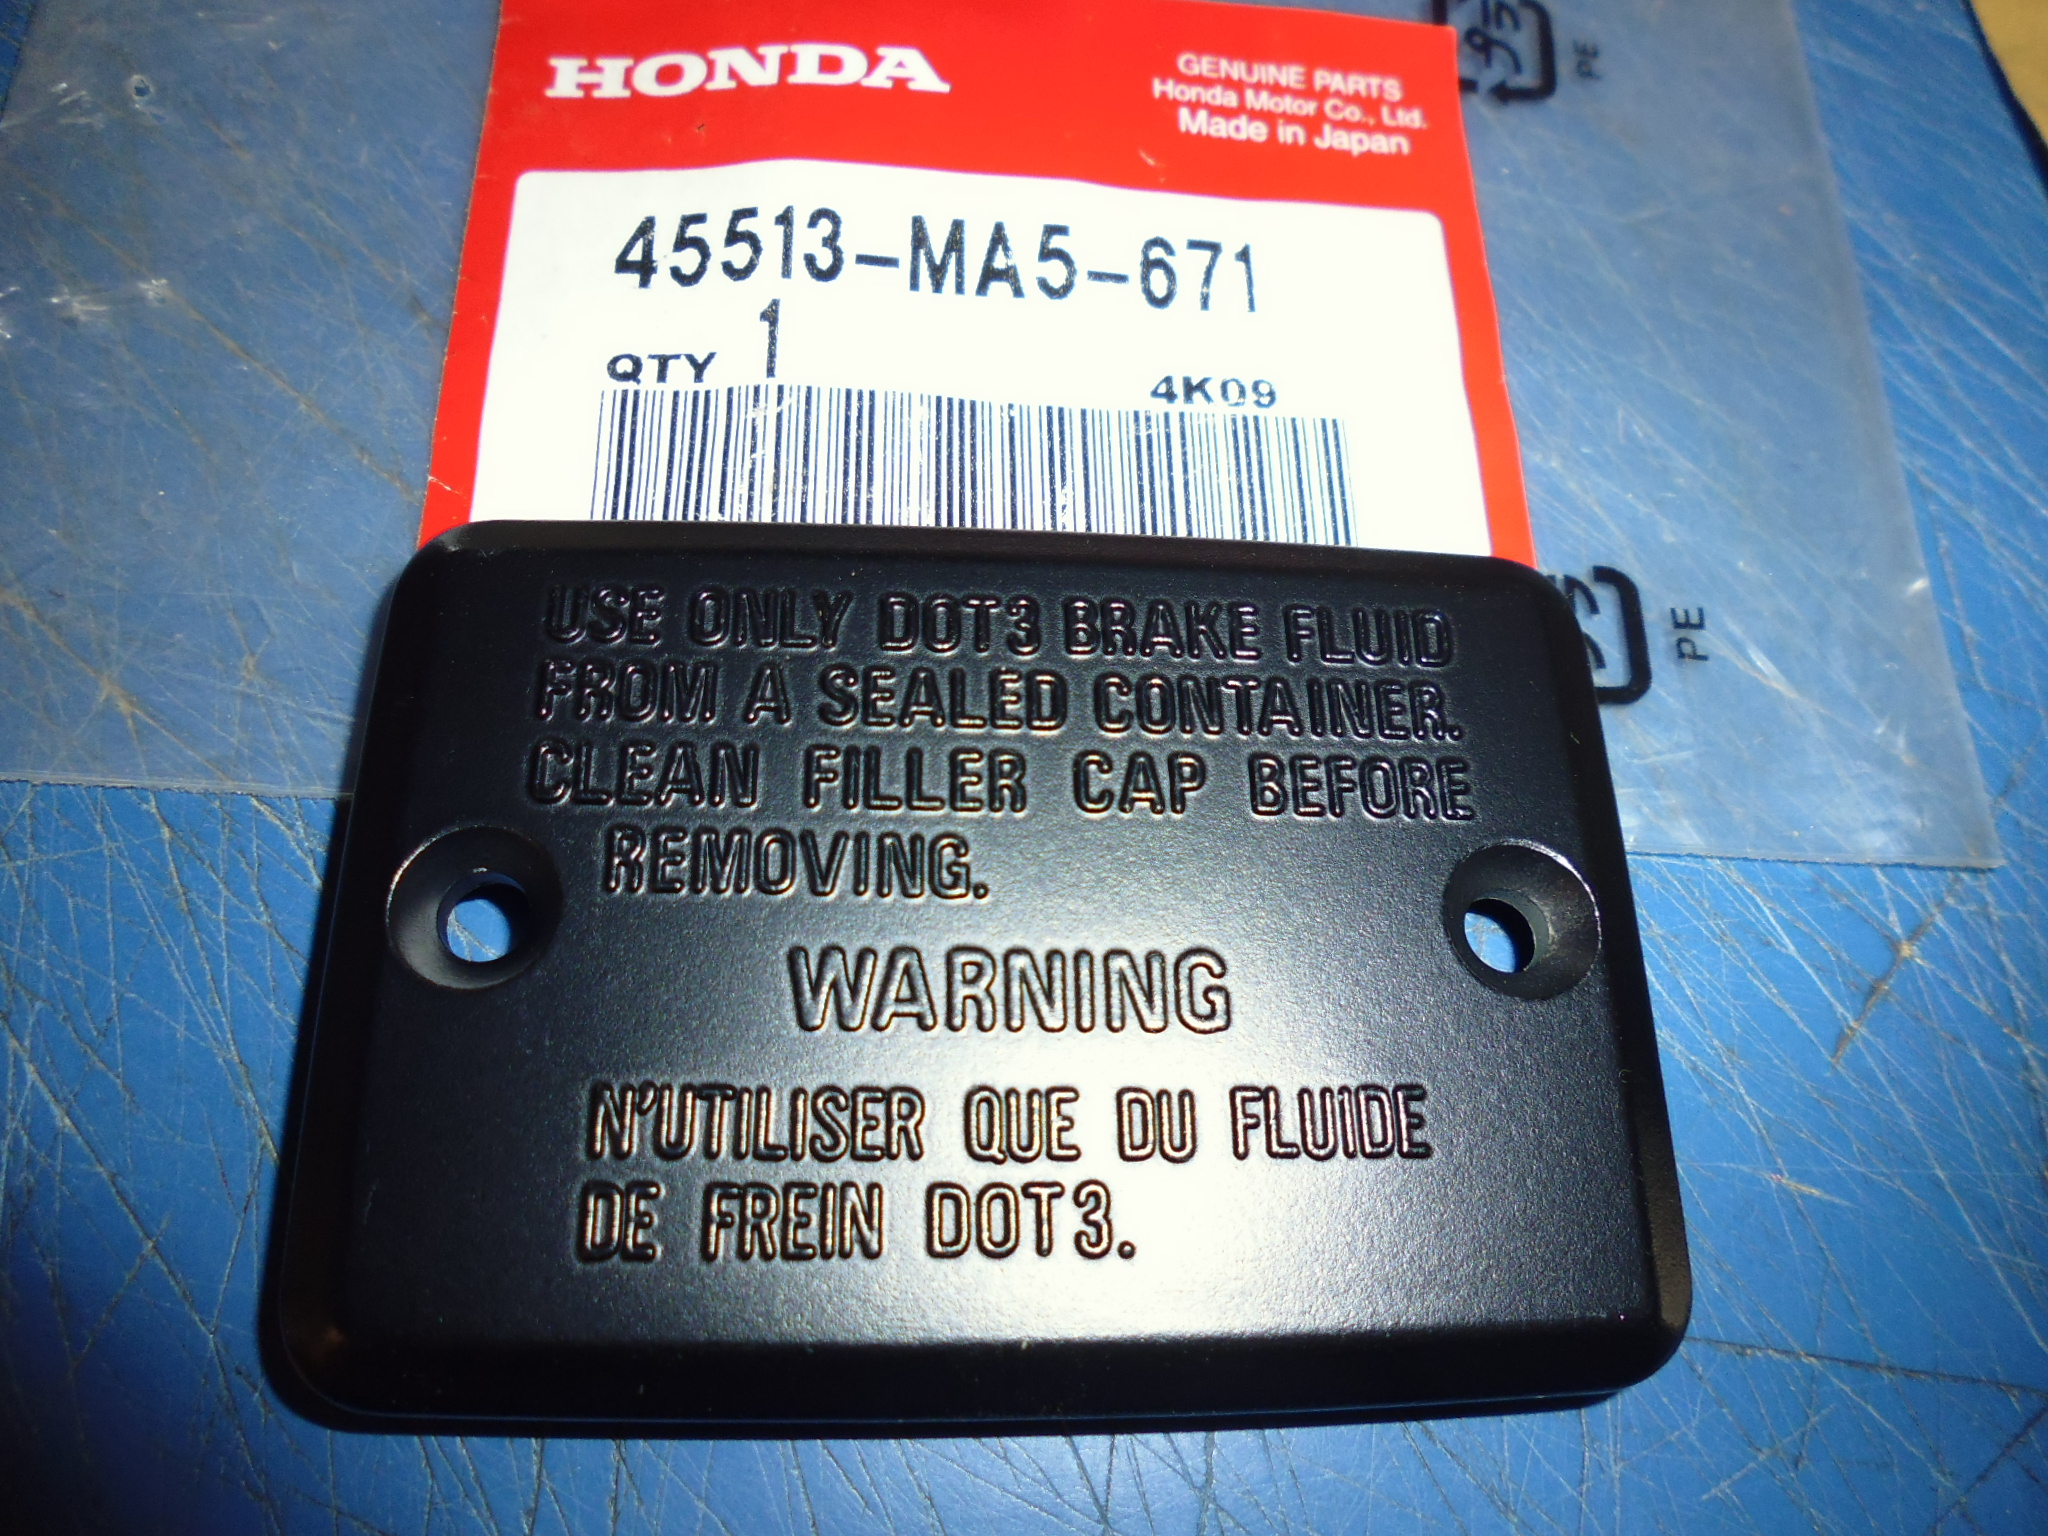 HONDA
GENUINE PARTS
Honda Motor Co., Ltd.
Made in Japan
45513-MA5-671
QTY 1
4K09
PE
PE
USE ONLY DOT3 BRAKE FLUID
FROM A SEALED CONTAINER.
CLEAN FILLER CAP BEFORE
REMOVING.
WARNING
N'UTILISER QUE DU FLUIDE
DE FREIN DOT3.